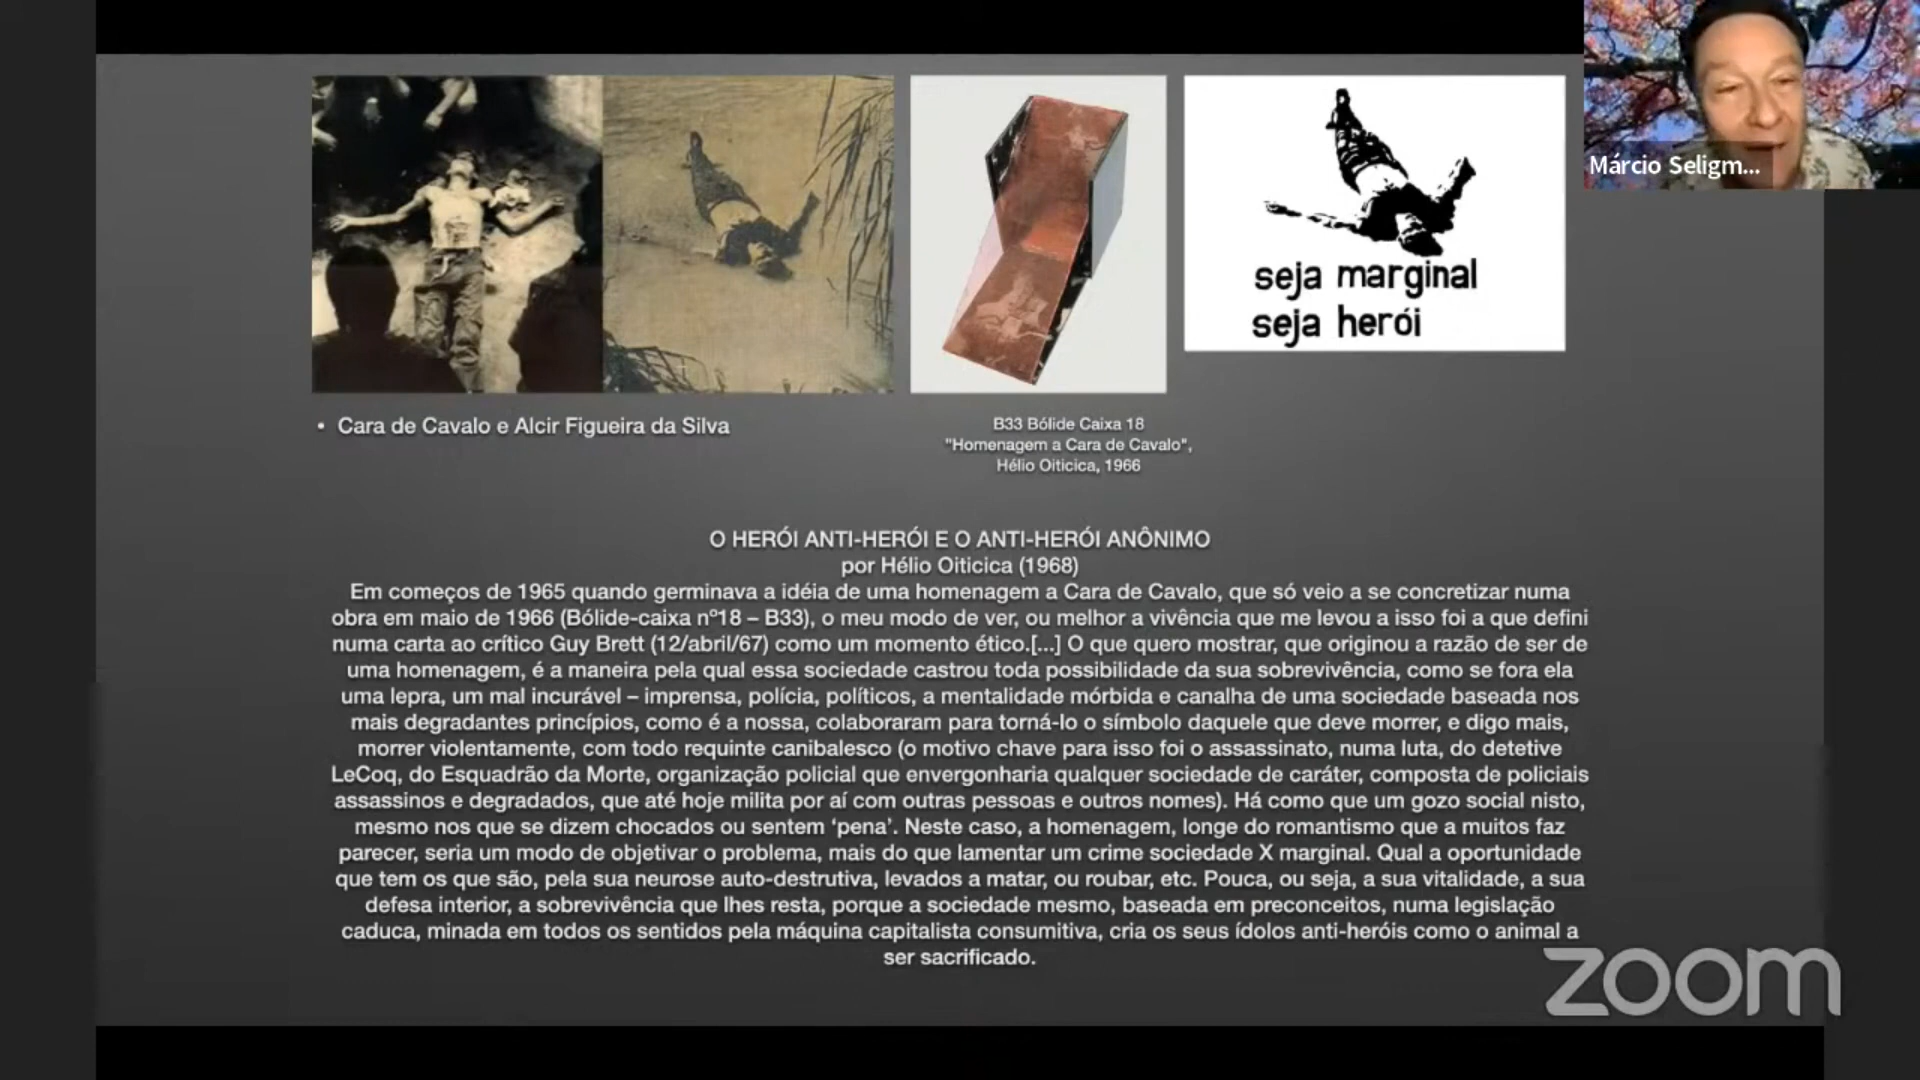 Márcio Seligm...
seja marginal
seja herói
• Cara de Cavalo e Alcir Figueira da Silva
B33 Bólide Caixa 18
"Homenagem a Cara de Cavalo",
Hélio Oiticica, 1966
O HERÓI ANTI-HERÓI E O ANTI-HERÓI ANÔNIMO
por Hélio Oiticica (1968)
Em começos de 1965 quando germinava a idéia de uma homenagem a Cara de Cavalo, que só veio a se concretizar numa
obra em maio de 1966 (Bólide-caixa nº18 – B33), o meu modo de ver, ou melhor a vivência que me levou a isso foi a que defini
numa carta ao crítico Guy Brett (12/abril/67) como um momento ético.[...] O que quero mostrar, que originou a razão de ser de
uma homenagem, é a maneira pela qual essa sociedade castrou toda possibilidade da sua sobrevivência, como se fora ela
uma lepra, um mal incurável – imprensa, polícia, políticos, a mentalidade mórbida e canalha de uma sociedade baseada nos
mais degradantes princípios, como é a nossa, colaboraram para torná-lo o símbolo daquele que deve morrer, e digo mais,
morrer violentamente, com todo requinte canibalesco (o motivo chave para isso foi o assassinato, numa luta, do detetive
LeCoq, do Esquadrão da Morte, organização policial que envergonharia qualquer sociedade de caráter, composta de policiais
assassinos e degradados, que até hoje milita por aí com outras pessoas e outros nomes). Há como que um gozo social nisto,
mesmo nos que se dizem chocados ou sentem ‘pena’. Neste caso, a homenagem, longe do romantismo que a muitos faz
parecer, seria um modo de objetivar o problema, mais do que lamentar um crime sociedade X marginal. Qual a oportunidade
que tem os que são, pela sua neurose auto-destrutiva, levados a matar, ou roubar, etc. Pouca, ou seja, a sua vitalidade, a sua
defesa interior, a sobrevivência que lhes resta, porque a sociedade mesmo, baseada em preconceitos, numa legislação
caduca, minada em todos os sentidos pela máquina capitalista consumitiva, cria os seus ídolos anti-heróis como o animal a
ser sacrificado.
zoom